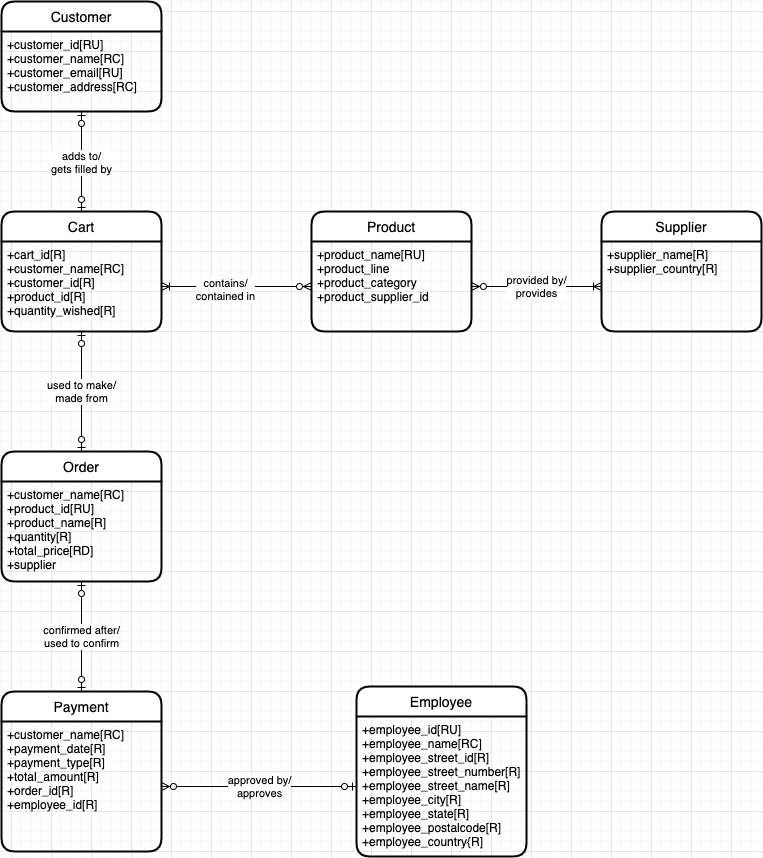 Customer
+customer_id[RU]
+customer_name[RC]
+customer_email[RU]
+customer_address[RC]
adds to/
gets filled by
Cart
+cart_id[R]
+customer_name[RC]
+customer_id[R]
+product_id[R]
+quantity_wished[R]
contains/
contained in
Product
+product_name[RU]
+product_line
+product_category
+product_supplier_id
provided by/
provides
Supplier
+supplier_name[R]
+supplier_country[R]
used to make/
made from
Order
+customer_name[RC]
+product_id[RU]
+product_name[R]
+quantity[R]
+total_price[RD]
+supplier
confirmed after/
used to confirm
Payment
+customer_name[RC]
+payment_date[R]
+payment_type[R]
+total_amount[R]
+order_id[R]
+employee_id[R]
approved by/
approves
Employee
+employee_id[RU]
+employee_name[RC]
+employee_street_id[R]
+employee_street_number[R]
+employee_street_name[R]
+employee_city[R]
+employee_state[R]
+employee_postalcode[R]
+employee_country{R]